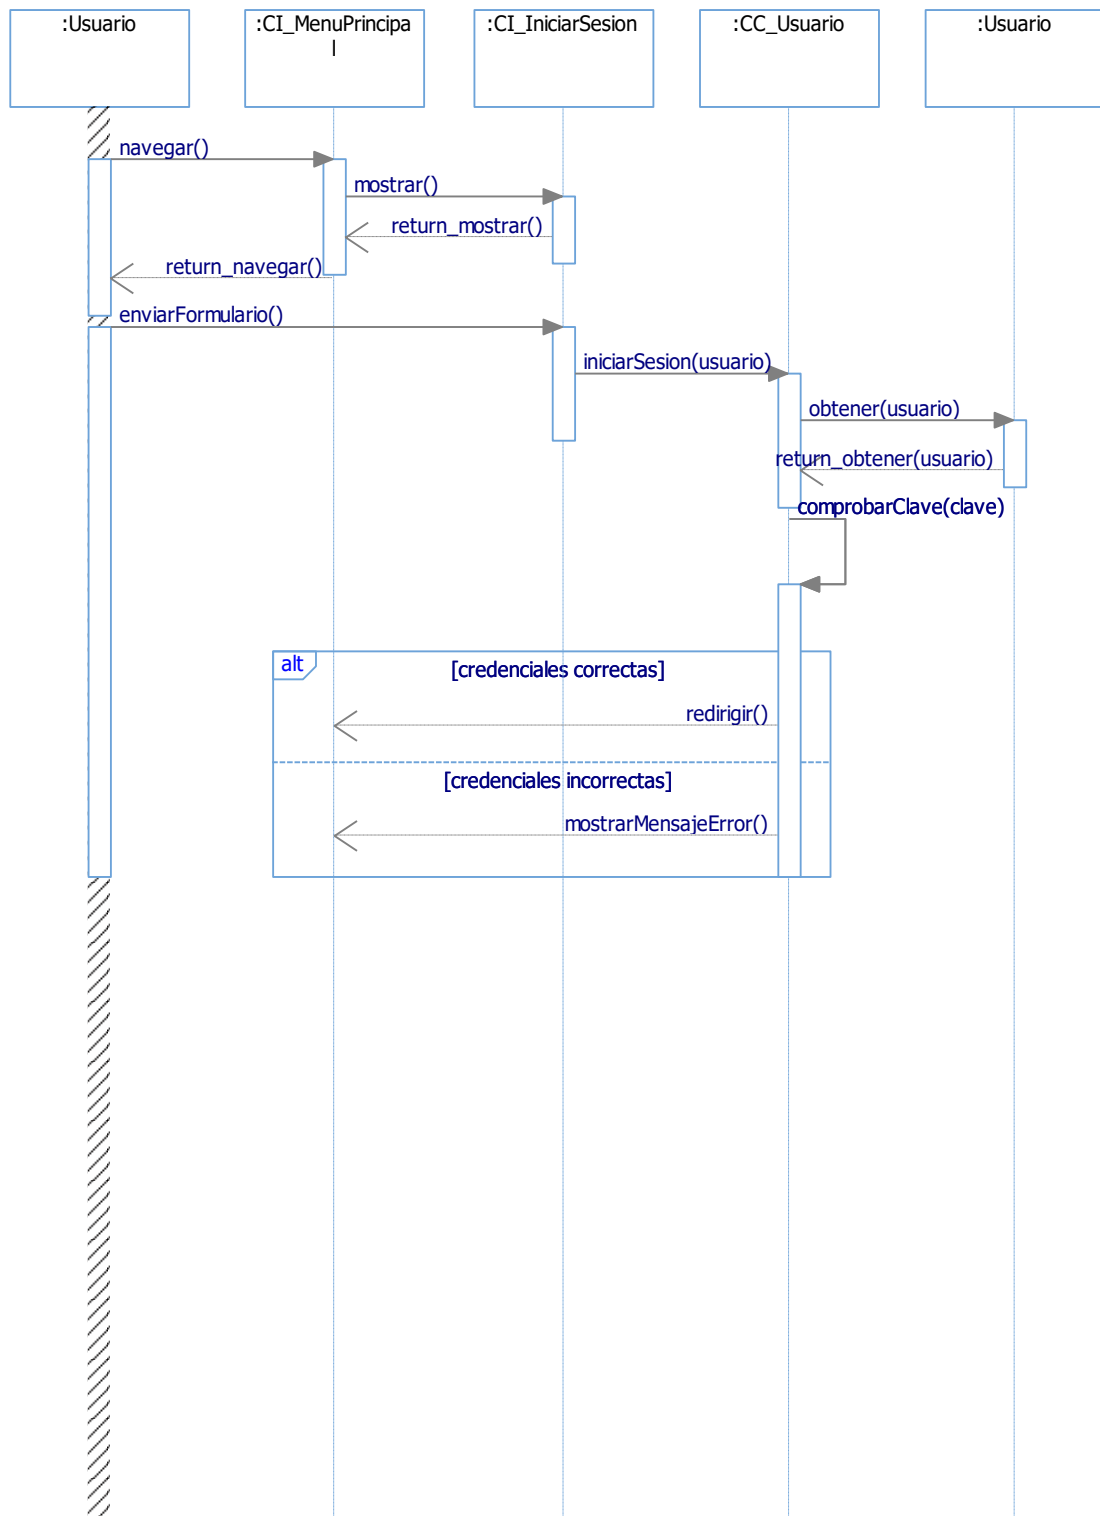 :Usuario
:CI_MenuPrincipa
l
:CI_IniciarSesion
:CC_Usuario
:Usuario
navegar()
mostrar()
return_mostrar()
return_navegar()
enviarFormulario()
iniciarSesion(usuario)
obtener(usuario)
return_obtener(usuario)
comprobarClave(clave)
alt
[credenciales correctas]
redirigir()
[credenciales incorrectas]
mostrarMensajeError()